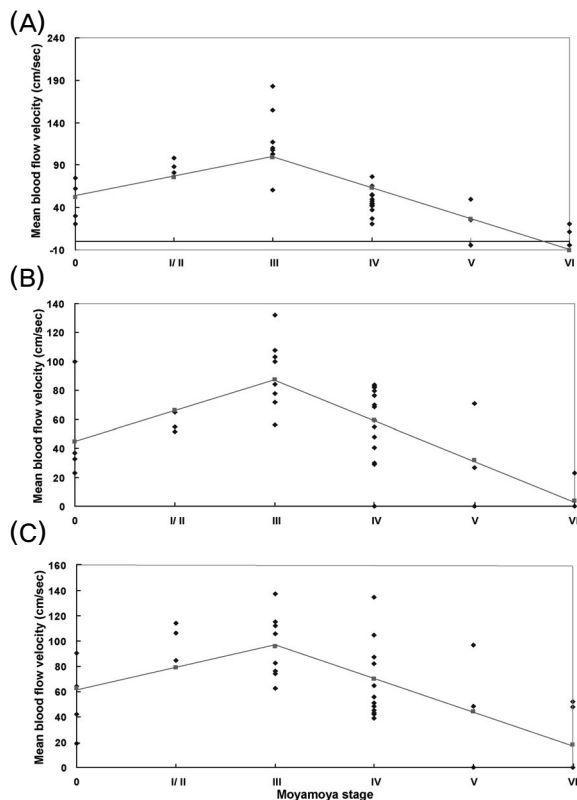 (A)
Mean blood flow velocity (cm/sec)
240
190
140
90
40
-10
0 I/ II III IV V VI
(B)
Mean blood flow velocity (cm/sec)
140
120
100
80
60
40
20
0
0 I/ II III IV V VI
(C)
Mean blood flow velocity (cm/sec)
160
140
120
100
80
60
40
20
0
0 I/ II III IV V VI
Moyamoya stage